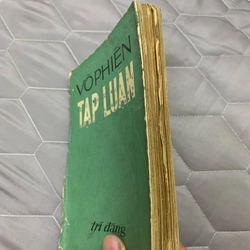 VÕ PHIẾN
TẠP LUẬN
trí đăng